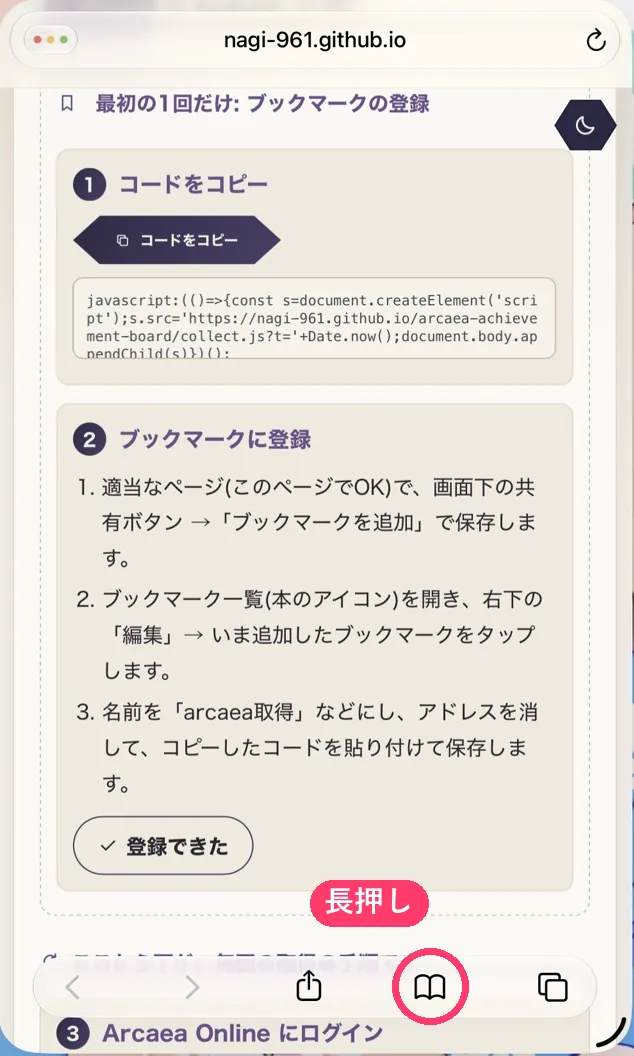 nagi-961.github.io
最初の1回だけ: ブックマークの登録
1 コードをコピー
コードをコピー
javascript:(()=>{const s=document.createElement('scri
pt');s.src='https://nagi-961.github.io/arcaea-achieve
ment-board/collect.js?t='+Date.now();document.body.ap
pendChild(s)})();
2 ブックマークに登録
1. 適当なページ(このページでOK)で、画面下の共
有ボタン →「ブックマークを追加」で保存しま
す。
2. ブックマーク一覧(本のアイコン)を開き、右下の
「編集」→ いま追加したブックマークをタップ
します。
3. 名前を「arcaea取得」などにし、アドレスを消
して、コピーしたコードを貼り付けて保存しま
す。
登録できた
長押し
3 Arcaea Online にログイン